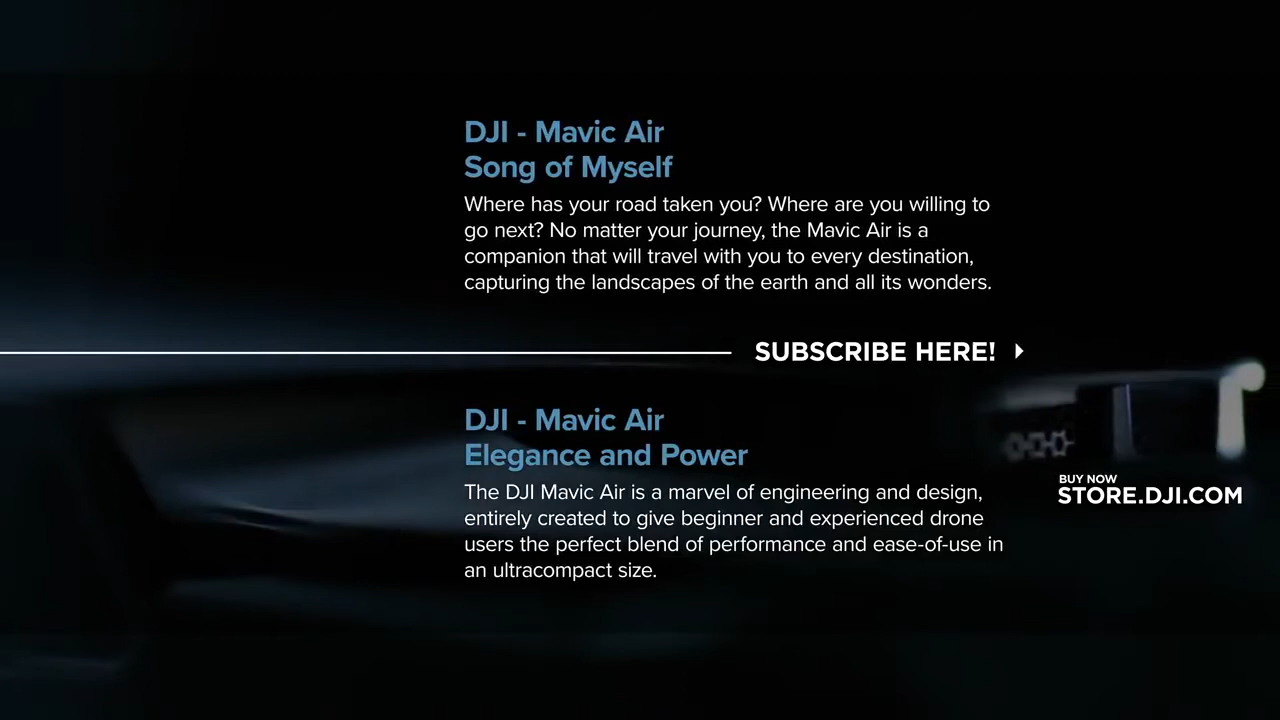 DJI - Mavic Air
Song of Myself
Where has your road taken you? Where are you willing to
go next? No matter your journey, the Mavic Air is a
companion that will travel with you to every destination,
capturing the landscapes of the earth and all its wonders.
SUBSCRIBE HERE!
DJI - Mavic Air
Elegance and Power
The DJI Mavic Air is a marvel of engineering and design,
entirely created to give beginner and experienced drone
users the perfect blend of performance and ease-of-use in
an ultracompact size.
BUY NOW
STORE.DJI.COM